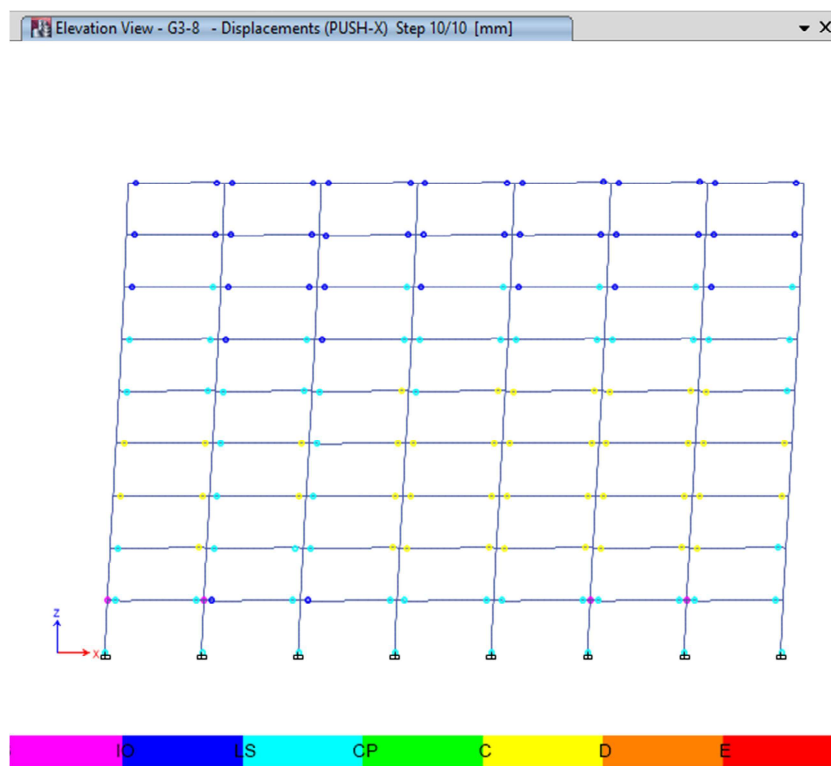 Elevation View - G3-8 - Displacements (PUSH-X) Step 10/10 [mm]
Z
X
IO LS CP C D E